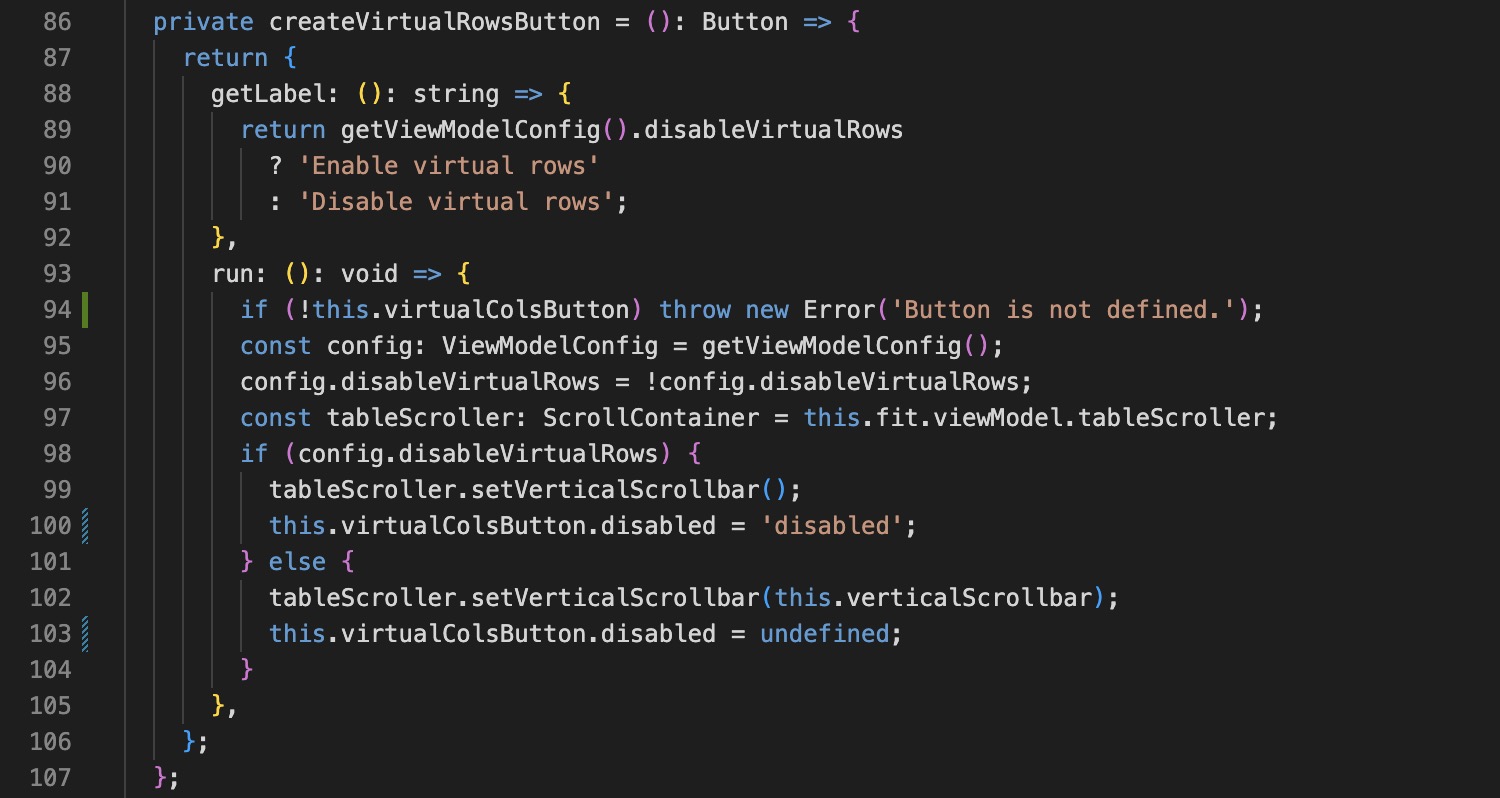 86 private createVirtualRowsButton = (): Button => {
87 return {
88 getLabel: (): string => {
89 return getViewModelConfig().disableVirtualRows
90 ? 'Enable virtual rows'
91 : 'Disable virtual rows';
92 },
93 run: (): void => {
94 if (!this.virtualColsButton) throw new Error('Button is not defined.');
95 const config: ViewModelConfig = getViewModelConfig();
96 config.disableVirtualRows = !config.disableVirtualRows;
97 const tableScroller: ScrollContainer = this.fit.viewModel.tableScroller;
98 if (config.disableVirtualRows) {
99 tableScroller.setVerticalScrollbar();
100 this.virtualColsButton.disabled = 'disabled';
101 } else {
102 tableScroller.setVerticalScrollbar(this.verticalScrollbar);
103 this.virtualColsButton.disabled = undefined;
104 }
105 },
106 };
107 };